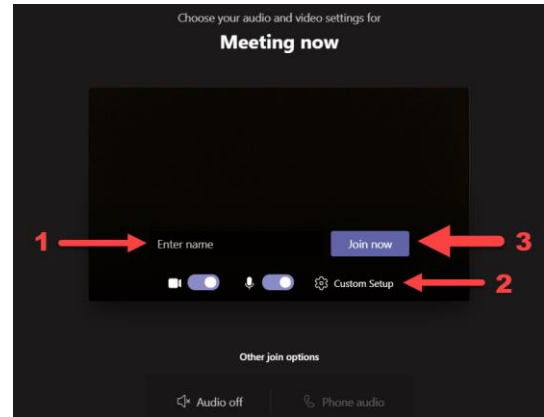 Choose your audio and video settings for
Meeting now
1 Enter name Join now 3
Custom Setup 2
Other join options
Audio off Phone audio